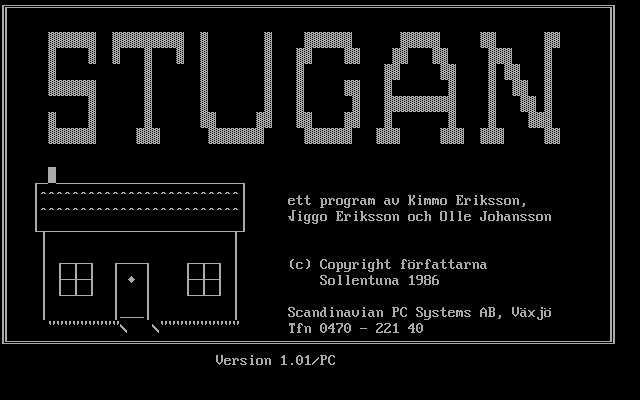 STUGAN
ett program av Kimmo Eriksson,
Viggo Eriksson och Olle Johansson
(c) Copyright författarna
Sollentuna 1986
Scandinavian PC Systems AB, Växjö
Tfn 0470 - 221 40
Version 1.01/PC